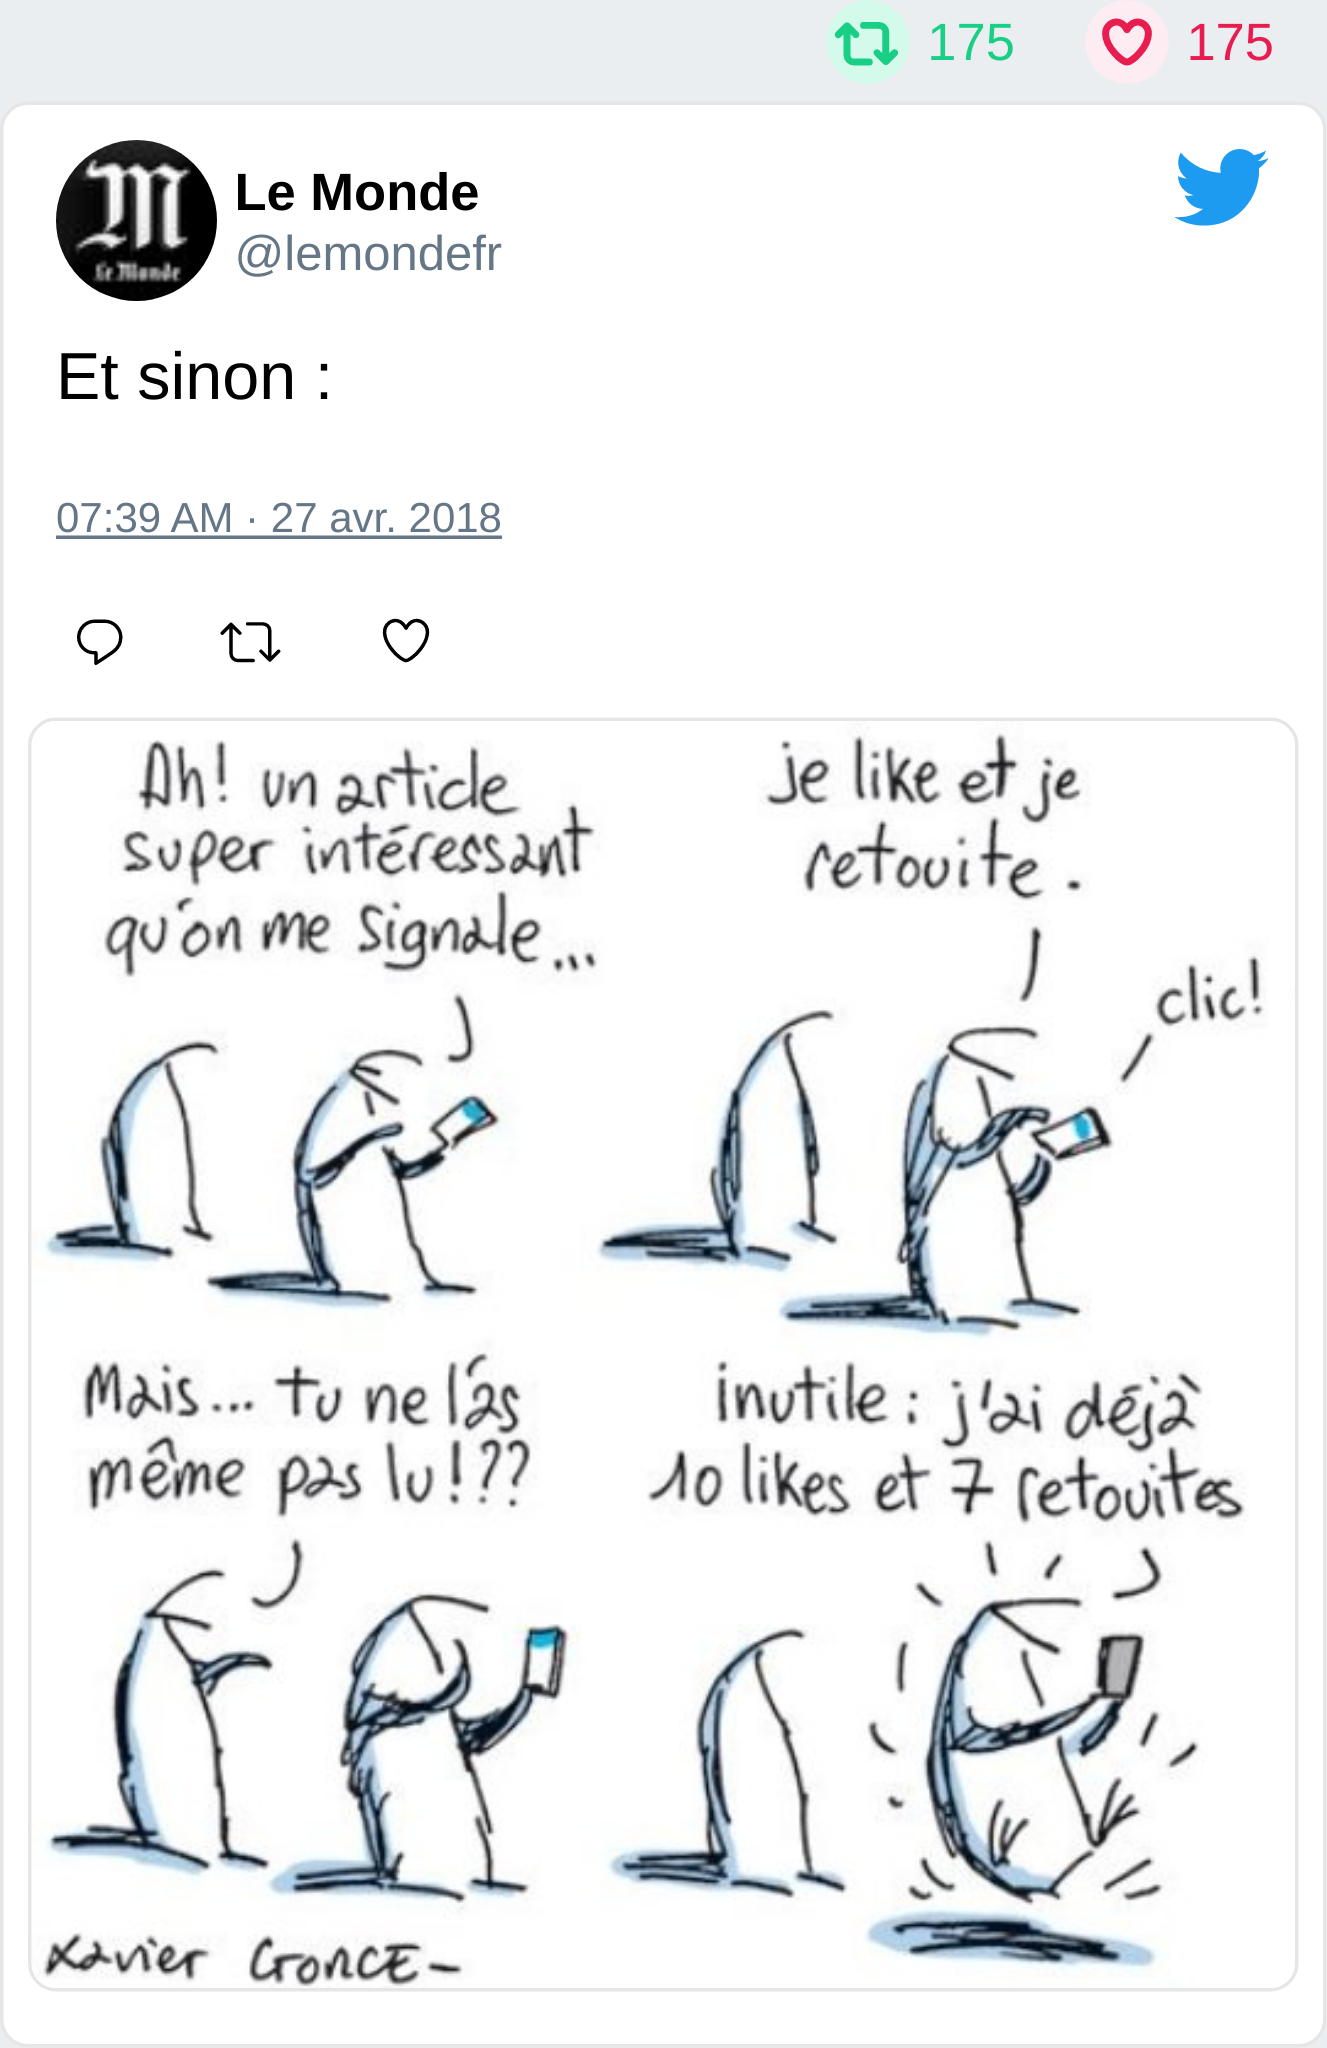 175 175
Le Monde
Le Monde
@lemondefr
Et sinon :
07:39 AM · 27 avr. 2018
Ah! un article
super intéressant
qu'on me signale...
je like et je
retouite.
clic!
Mais... tu ne l'as
même pas lu!??
inutile : j'ai déjà
10 likes et 7 retouites
Xavier GORCE-